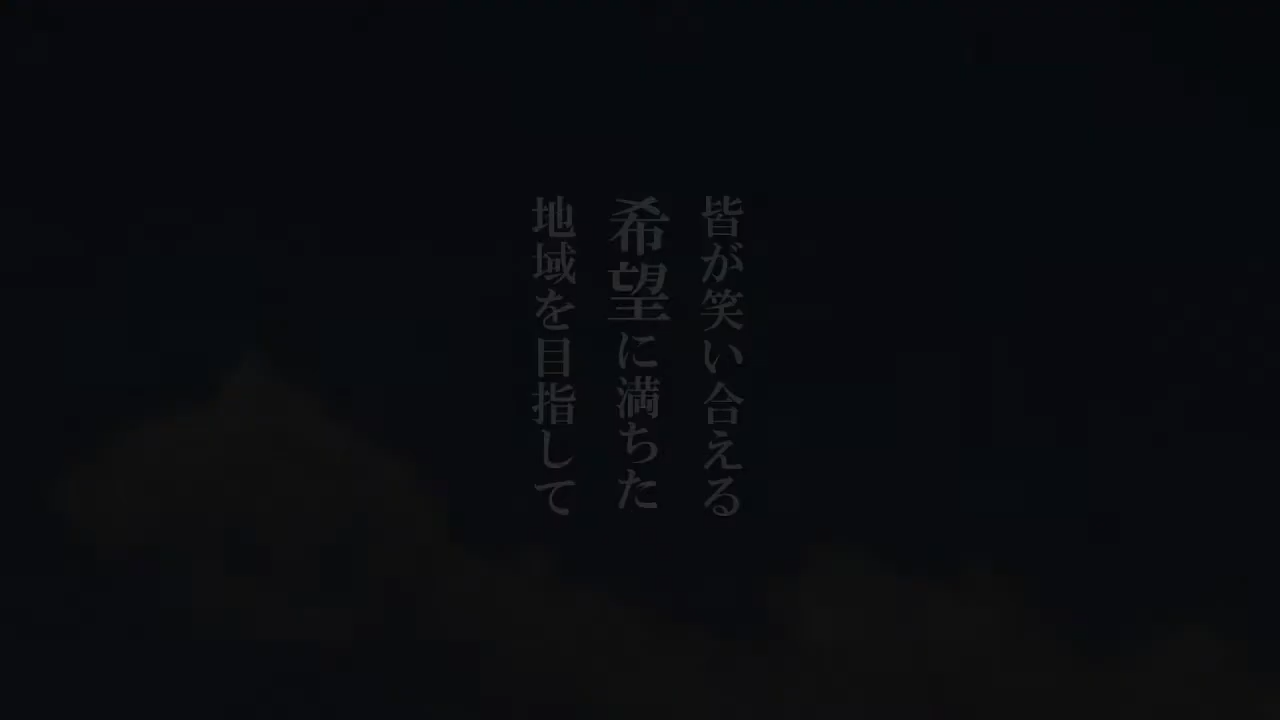 皆が笑い合える
希望に満ちた
地域を目指して